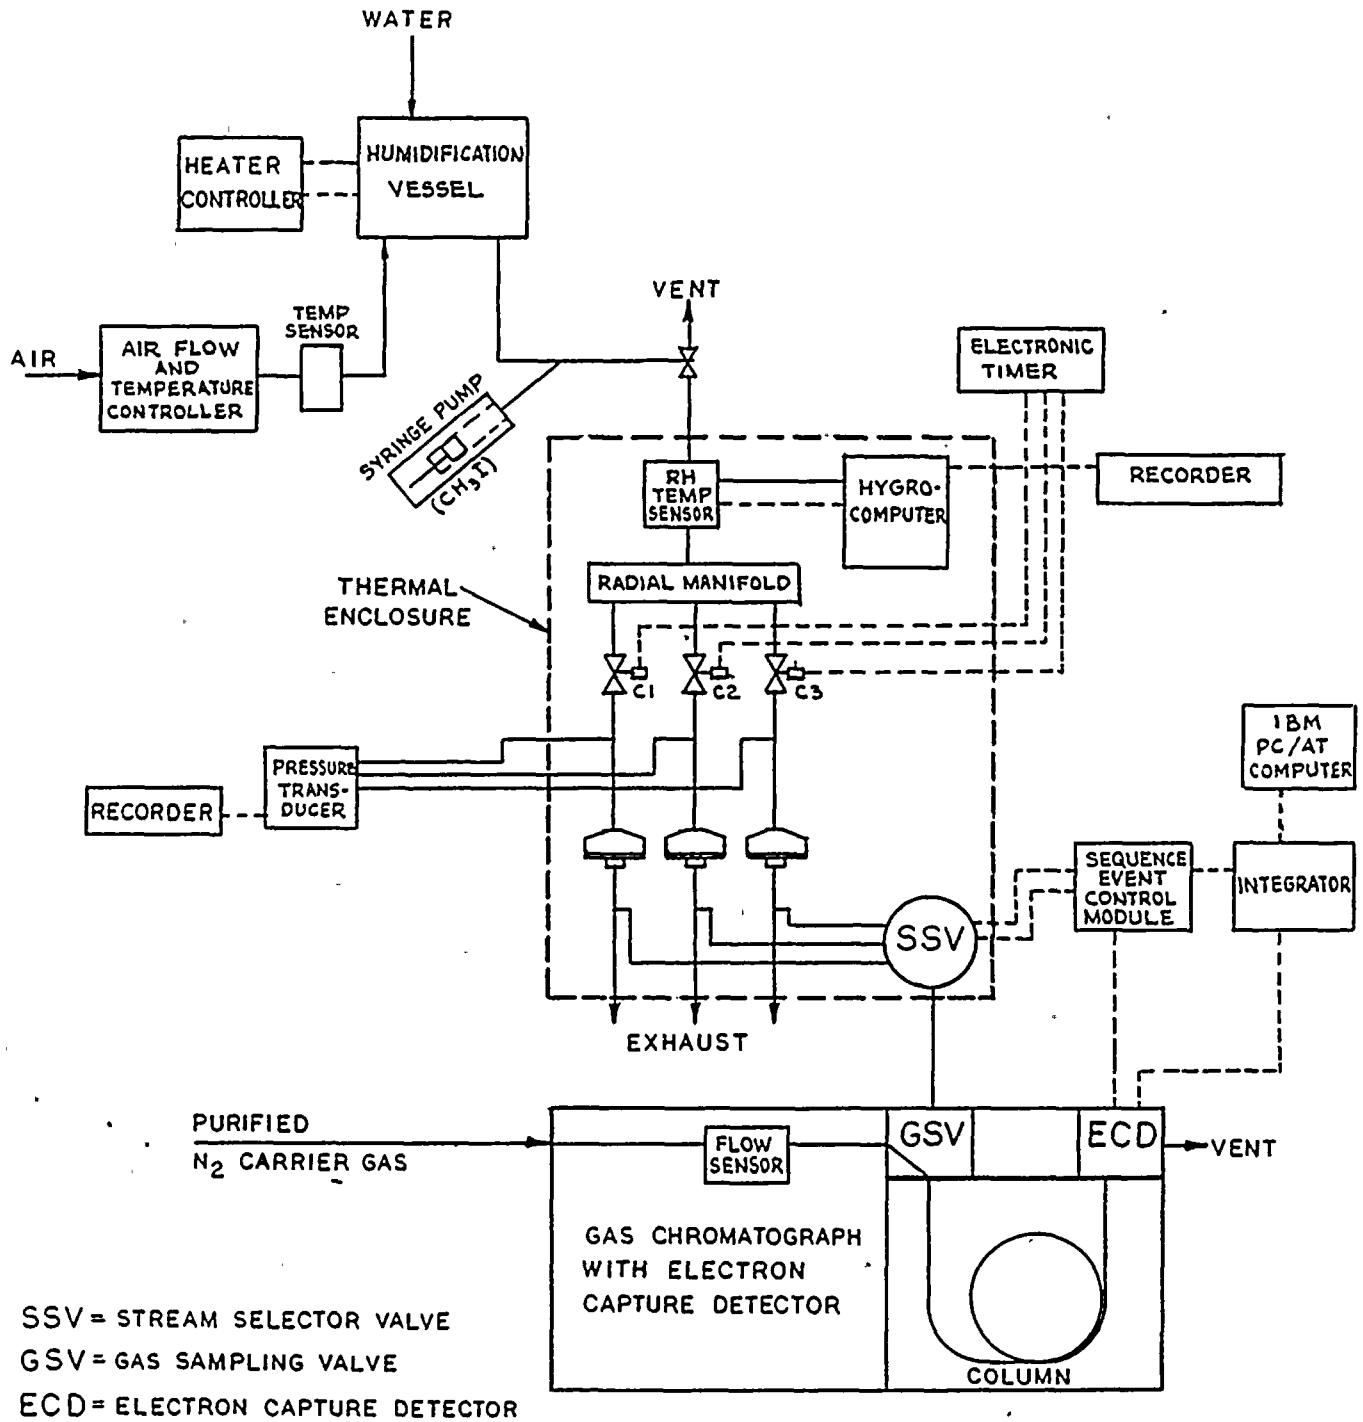 WATER
HEATER
CONTROLLER
HUMIDIFICATION
VESSEL
AIR
AIR FLOW
AND
TEMPERATURE
CONTROLLER
TEMP
SENSOR
SYRINGE PUMP
(CH3I)
VENT
ELECTRONIC
TIMER
RH
TEMP
SENSOR
HYGRO-
COMPUTER
RECORDER
RADIAL MANIFOLD
THERMAL
ENCLOSURE
C1
C2
C3
PRESSURE
TRANS-
DUCER
RECORDER
IBM
PC/AT
COMPUTER
SEQUENCE
EVENT
CONTROL
MODULE
INTEGRATOR
SSV
EXHAUST
PURIFIED
N2 CARRIER GAS
FLOW
SENSOR
GSV
ECD
VENT
GAS CHROMATOGRAPH
WITH ELECTRON
CAPTURE DETECTOR
COLUMN
SSV = STREAM SELECTOR VALVE
GSV = GAS SAMPLING VALVE
ECD = ELECTRON CAPTURE DETECTOR